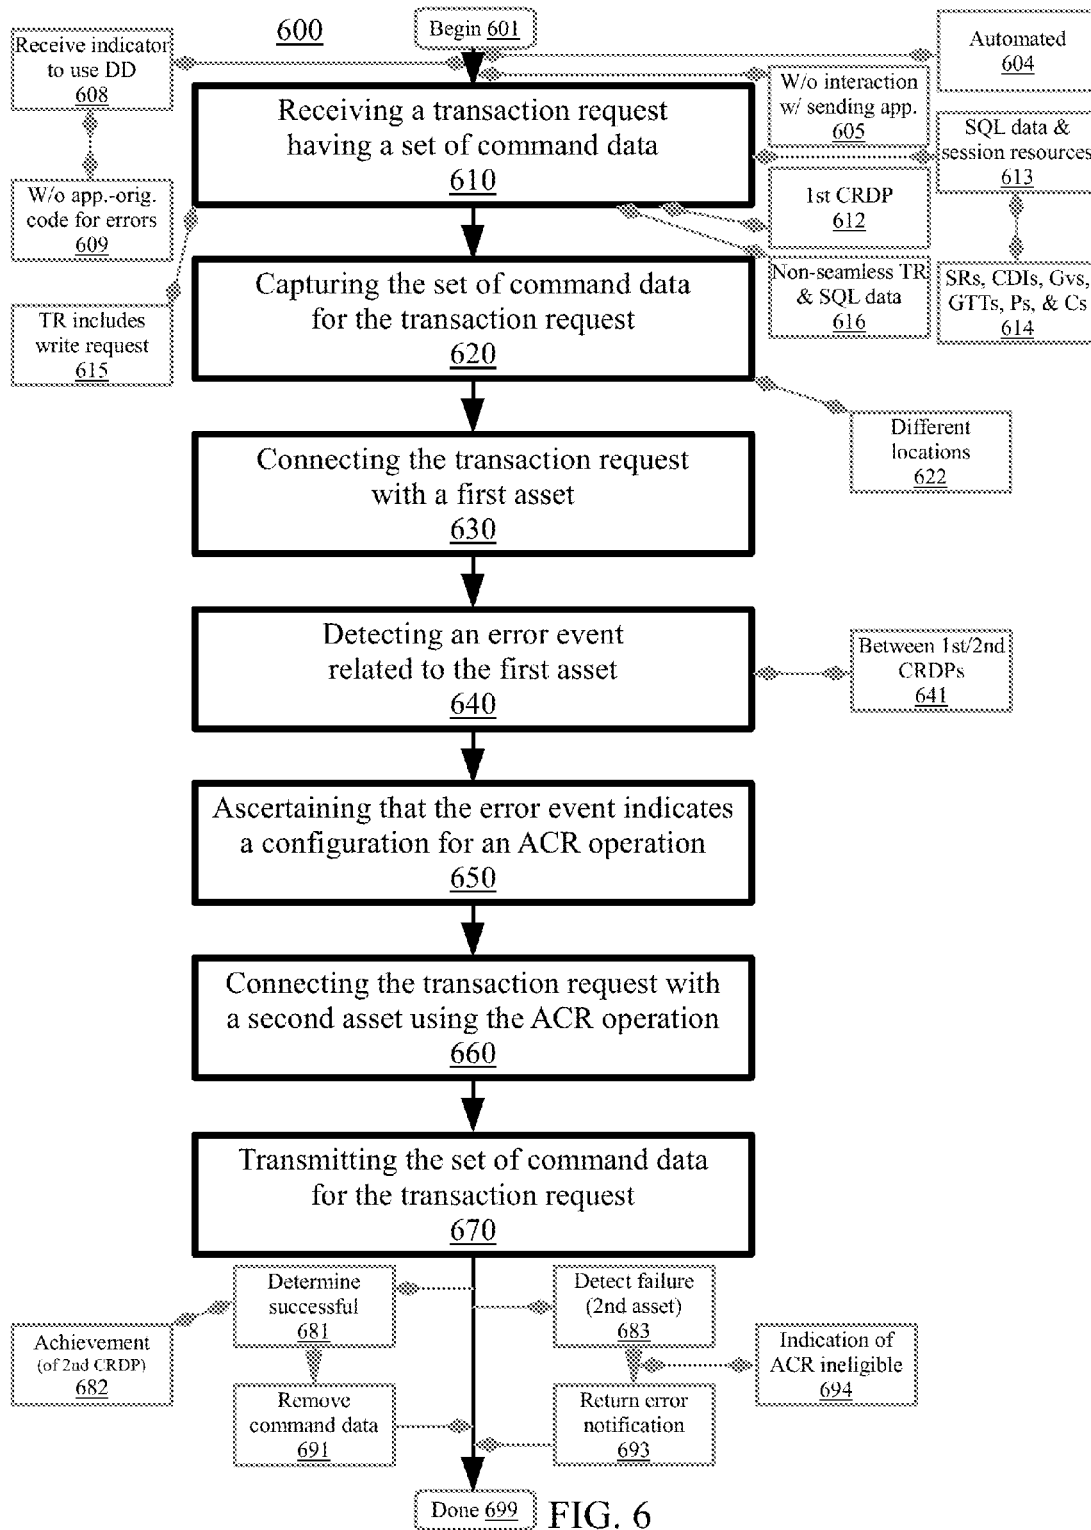 600
Begin 601
Receive indicator
to use DD
608
Automated
604
W/o interaction
w/ sending app.
605
Receiving a transaction request
having a set of command data
610
SQL data &
session resources
613
W/o app.-orig.
code for errors
609
1st CRDP
612
Capturing the set of command data
for the transaction request
620
Non-seamless TR
& SQL data
616
SRs, CDIs, Gvs,
GTTs, Ps, & Cs
614
TR includes
write request
615
Different
locations
622
Connecting the transaction request
with a first asset
630
Detecting an error event
related to the first asset
640
Between 1st/2nd
CRDPs
641
Ascertaining that the error event indicates
a configuration for an ACR operation
650
Connecting the transaction request with
a second asset using the ACR operation
660
Transmitting the set of command data
for the transaction request
670
Determine
successful
681
Detect failure
(2nd asset)
683
Achievement
(of 2nd CRDP)
682
Indication of
ACR ineligible
694
Remove
command data
691
Return error
notification
693
Done 699
FIG. 6